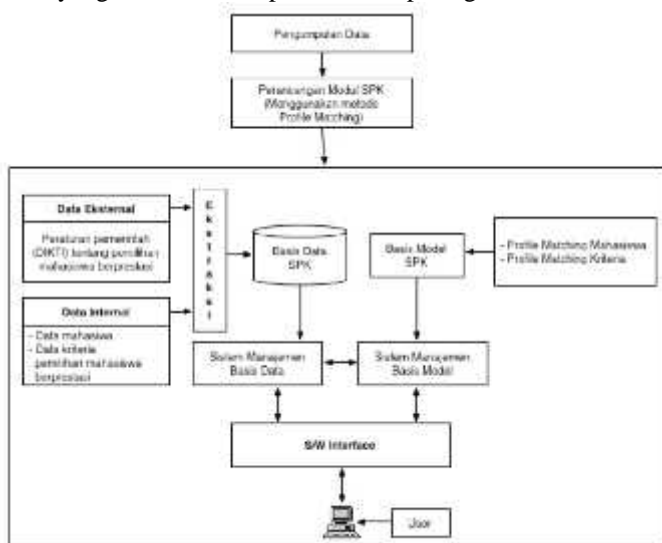 Pengumpulan Data
Perancangan Modul SPK
(Menggunakan metode
Profile Matching)
Data Eksternal
Peraturan pemerintah
(DIKTI) tentang pemilihan
mahasiswa berprestasi
Data Internal
- Data mahasiswa
- Data kriteria
pemilihan mahasiswa
berprestasi
E
k
s
t
r
a
k
s
i
Basis Data
SPK
Basis Model
SPK
- Profile Matching Mahasiswa
- Profile Matching Kriteria
Sistem Manajemen
Basis Data
Sistem Manajemen
Basis Model
S/W Interface
User